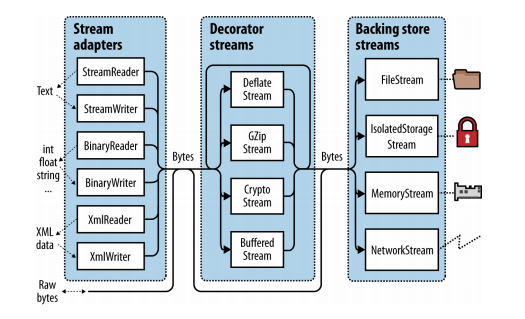 Stream
adapters
Decorator
streams
Backing store
streams
StreamReader
StreamWriter
BinaryReader
BinaryWriter
XmlReader
XmlWriter
Text
int
float
string
...
XML
data
Raw
bytes
Bytes
Deflate
Stream
GZip
Stream
Crypto
Stream
Buffered
Stream
Bytes
FileStream
IsolatedStorage
Stream
MemoryStream
NetworkStream